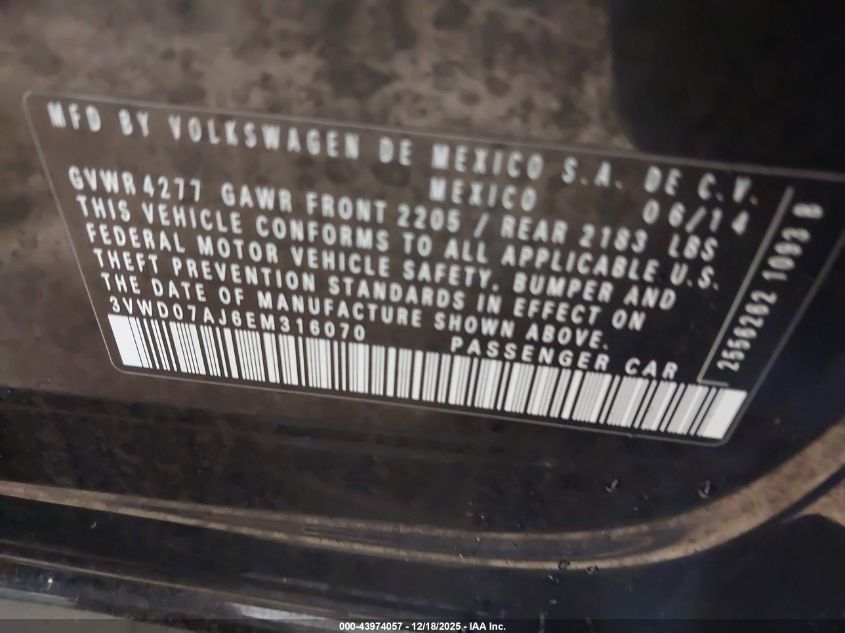 MFD BY VOLKSWAGEN DE MEXICO S.A. DE C.V.
MEXICO 06/14
GVWR 4277 GAWR FRONT 2205 / REAR 2183 LBS
THIS VEHICLE CONFORMS TO ALL APPLICABLE U.S.
FEDERAL MOTOR VEHICLE SAFETY, BUMPER AND
THEFT PREVENTION STANDARDS IN EFFECT ON
THE DATE OF MANUFACTURE SHOWN ABOVE.
3VWD07AJ6EM316070 PASSENGER CAR
000-43974057 - 12/18/2025 - IAA Inc.